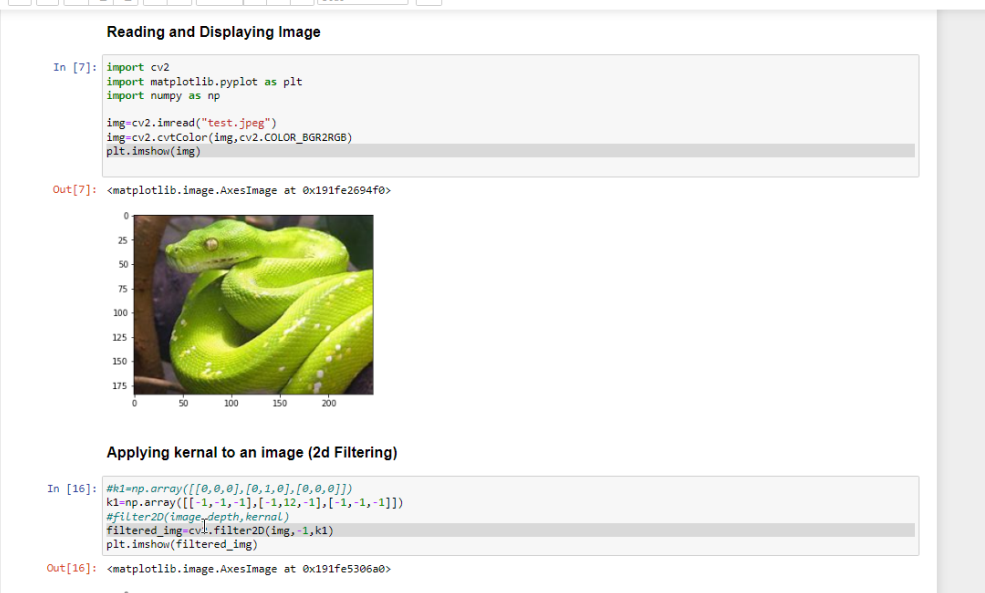 Reading and Displaying Image
In [7]:
import cv2
import matplotlib.pyplot as plt
import numpy as np
img=cv2.imread("test.jpeg")
img=cv2.cvtColor(img,cv2.COLOR_BGR2RGB)
plt.imshow(img)
Out[7]: <matplotlib.image.AxesImage at 0x191fe2694f0>
0
25
50
75
100
125
150
175
0 50 100 150 200
Applying kernal to an image (2d Filtering)
In [16]:
#k1=np.array([[0,0,0],[0,1,0],[0,0,0]])
k1=np.array([[-1,-1,-1],[-1,12,-1],[-1,-1,-1]])
#filter2D(image,depth,kernal)
filtered_img=cv2.filter2D(img,-1,k1)
plt.imshow(filtered_img)
Out[16]: <matplotlib.image.AxesImage at 0x191fe5306a0>